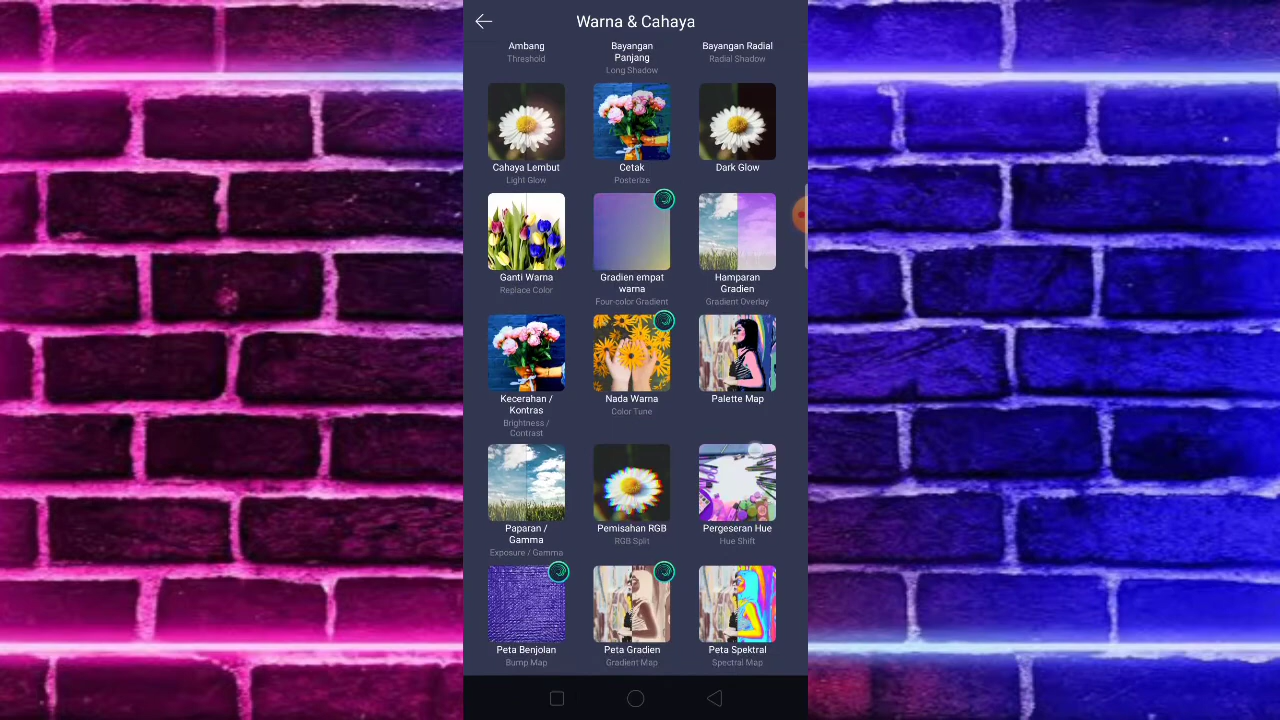 Warna & Cahaya
Ambang
Threshold
Bayangan
Panjang
Long Shadow
Bayangan Radial
Radial Shadow
Cahaya Lembut
Light Glow
Cetak
Posterize
Dark Glow
Ganti Warna
Replace Color
Gradien empat
warna
Four-color Gradient
Hamparan
Gradien
Gradient Overlay
Kecerahan /
Kontras
Brightness /
Contrast
Nada Warna
Color Tune
Palette Map
Paparan /
Gamma
Exposure / Gamma
Pemisahan RGB
RGB Split
Pergeseran Hue
Hue Shift
Peta Benjolan
Bump Map
Peta Gradien
Gradient Map
Peta Spektral
Spectral Map